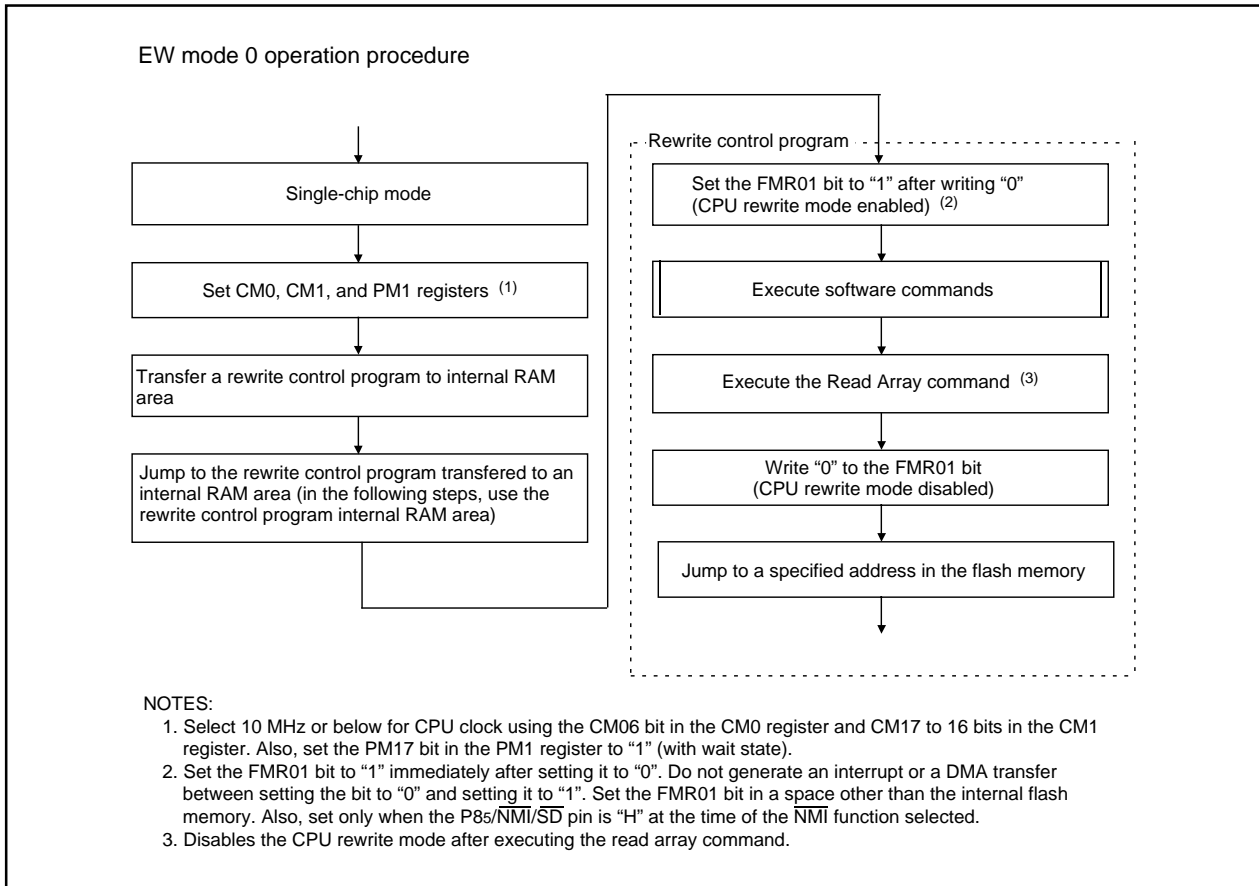 EW mode 0 operation procedure
Single-chip mode
Set CM0, CM1, and PM1 registers (1)
Transfer a rewrite control program to internal RAM
area
Jump to the rewrite control program transfered to an
internal RAM area (in the following steps, use the
rewrite control program internal RAM area)
Rewrite control program
Set the FMR01 bit to “1” after writing “0”
(CPU rewrite mode enabled) (2)
Execute software commands
Execute the Read Array command (3)
Write “0” to the FMR01 bit
(CPU rewrite mode disabled)
Jump to a specified address in the flash memory
NOTES:
1. Select 10 MHz or below for CPU clock using the CM06 bit in the CM0 register and CM17 to 16 bits in the CM1
register. Also, set the PM17 bit in the PM1 register to “1” (with wait state).
2. Set the FMR01 bit to “1” immediately after setting it to “0”. Do not generate an interrupt or a DMA transfer
between setting the bit to “0” and setting it to “1”. Set the FMR01 bit in a space other than the internal flash
memory. Also, set only when the P85/NMI/SD pin is “H” at the time of the NMI function selected.
3. Disables the CPU rewrite mode after executing the read array command.